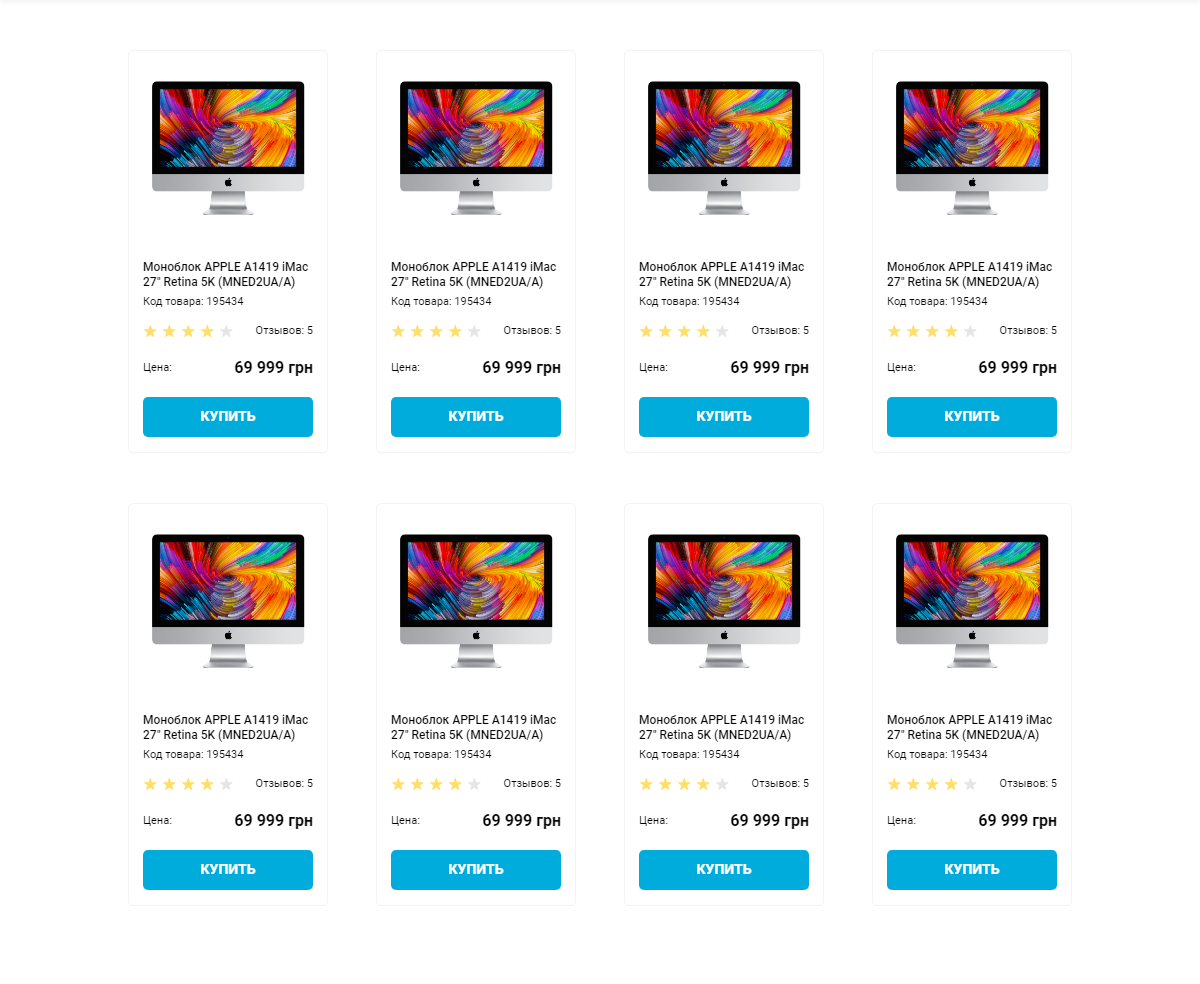 Моноблок APPLE A1419 iMac
27" Retina 5K (MNED2UA/A)
Код товара: 195434
Отзывов: 5
Цена: 69 999 грн
КУПИТЬ
Моноблок APPLE A1419 iMac
27" Retina 5K (MNED2UA/A)
Код товара: 195434
Отзывов: 5
Цена: 69 999 грн
КУПИТЬ
Моноблок APPLE A1419 iMac
27" Retina 5K (MNED2UA/A)
Код товара: 195434
Отзывов: 5
Цена: 69 999 грн
КУПИТЬ
Моноблок APPLE A1419 iMac
27" Retina 5K (MNED2UA/A)
Код товара: 195434
Отзывов: 5
Цена: 69 999 грн
КУПИТЬ
Моноблок APPLE A1419 iMac
27" Retina 5K (MNED2UA/A)
Код товара: 195434
Отзывов: 5
Цена: 69 999 грн
КУПИТЬ
Моноблок APPLE A1419 iMac
27" Retina 5K (MNED2UA/A)
Код товара: 195434
Отзывов: 5
Цена: 69 999 грн
КУПИТЬ
Моноблок APPLE A1419 iMac
27" Retina 5K (MNED2UA/A)
Код товара: 195434
Отзывов: 5
Цена: 69 999 грн
КУПИТЬ
Моноблок APPLE A1419 iMac
27" Retina 5K (MNED2UA/A)
Код товара: 195434
Отзывов: 5
Цена: 69 999 грн
КУПИТЬ